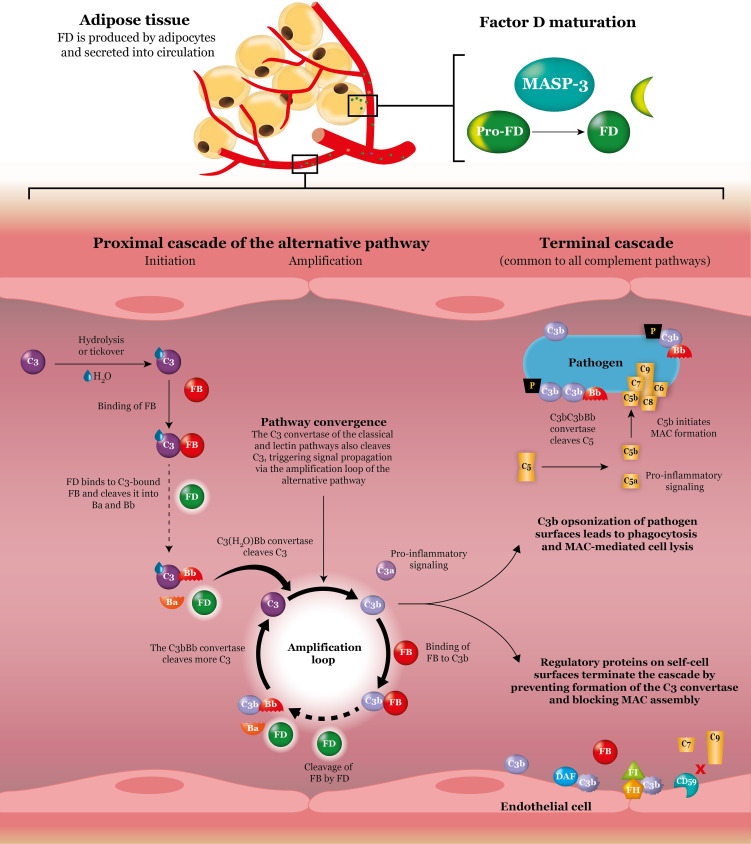 Adipose tissue
FD is produced by adipocytes
and secreted into circulation
Factor D maturation
MASP-3
Pro-FD
FD
Proximal cascade of the alternative pathway
Initiation
Amplification
Terminal cascade
(common to all complement pathways)
C3
Hydrolysis
or tickover
H₂O
C3
FB
Binding of FB
C3
FB
FD binds to C3-bound
FB and cleaves it into
Ba and Bb
FD
C3
Bb
Ba
FD
C3(H₂O)Bb convertase
cleaves C3
Pathway convergence
The C3 convertase of the classical
and lectin pathways also cleaves
C3, triggering signal propagation
via the amplification loop of the
alternative pathway
C3
C3b
C3a
Pro-inflammatory
signaling
Amplification
loop
FB
Binding of
FB to C3b
C3b
FB
FD
Cleavage of
FB by FD
C3b
Bb
Ba
FD
The C3bBb convertase
cleaves more C3
C3b
P
C3b
Bb
Pathogen
P
C3b
C3b
Bb
C9
C7
C6
C5b
C8
C3bC3bBb
convertase
cleaves C5
C5b initiates
MAC formation
C5
C5b
C5a
Pro-inflammatory
signaling
C3b opsonization of pathogen
surfaces leads to phagocytosis
and MAC-mediated cell lysis
Regulatory proteins on self-cell
surfaces terminate the cascade by
preventing formation of the C3 convertase
and blocking MAC assembly
C3b
DAF
C3b
FB
FI
FH
C3b
C7
C9
X
CD59
Endothelial cell